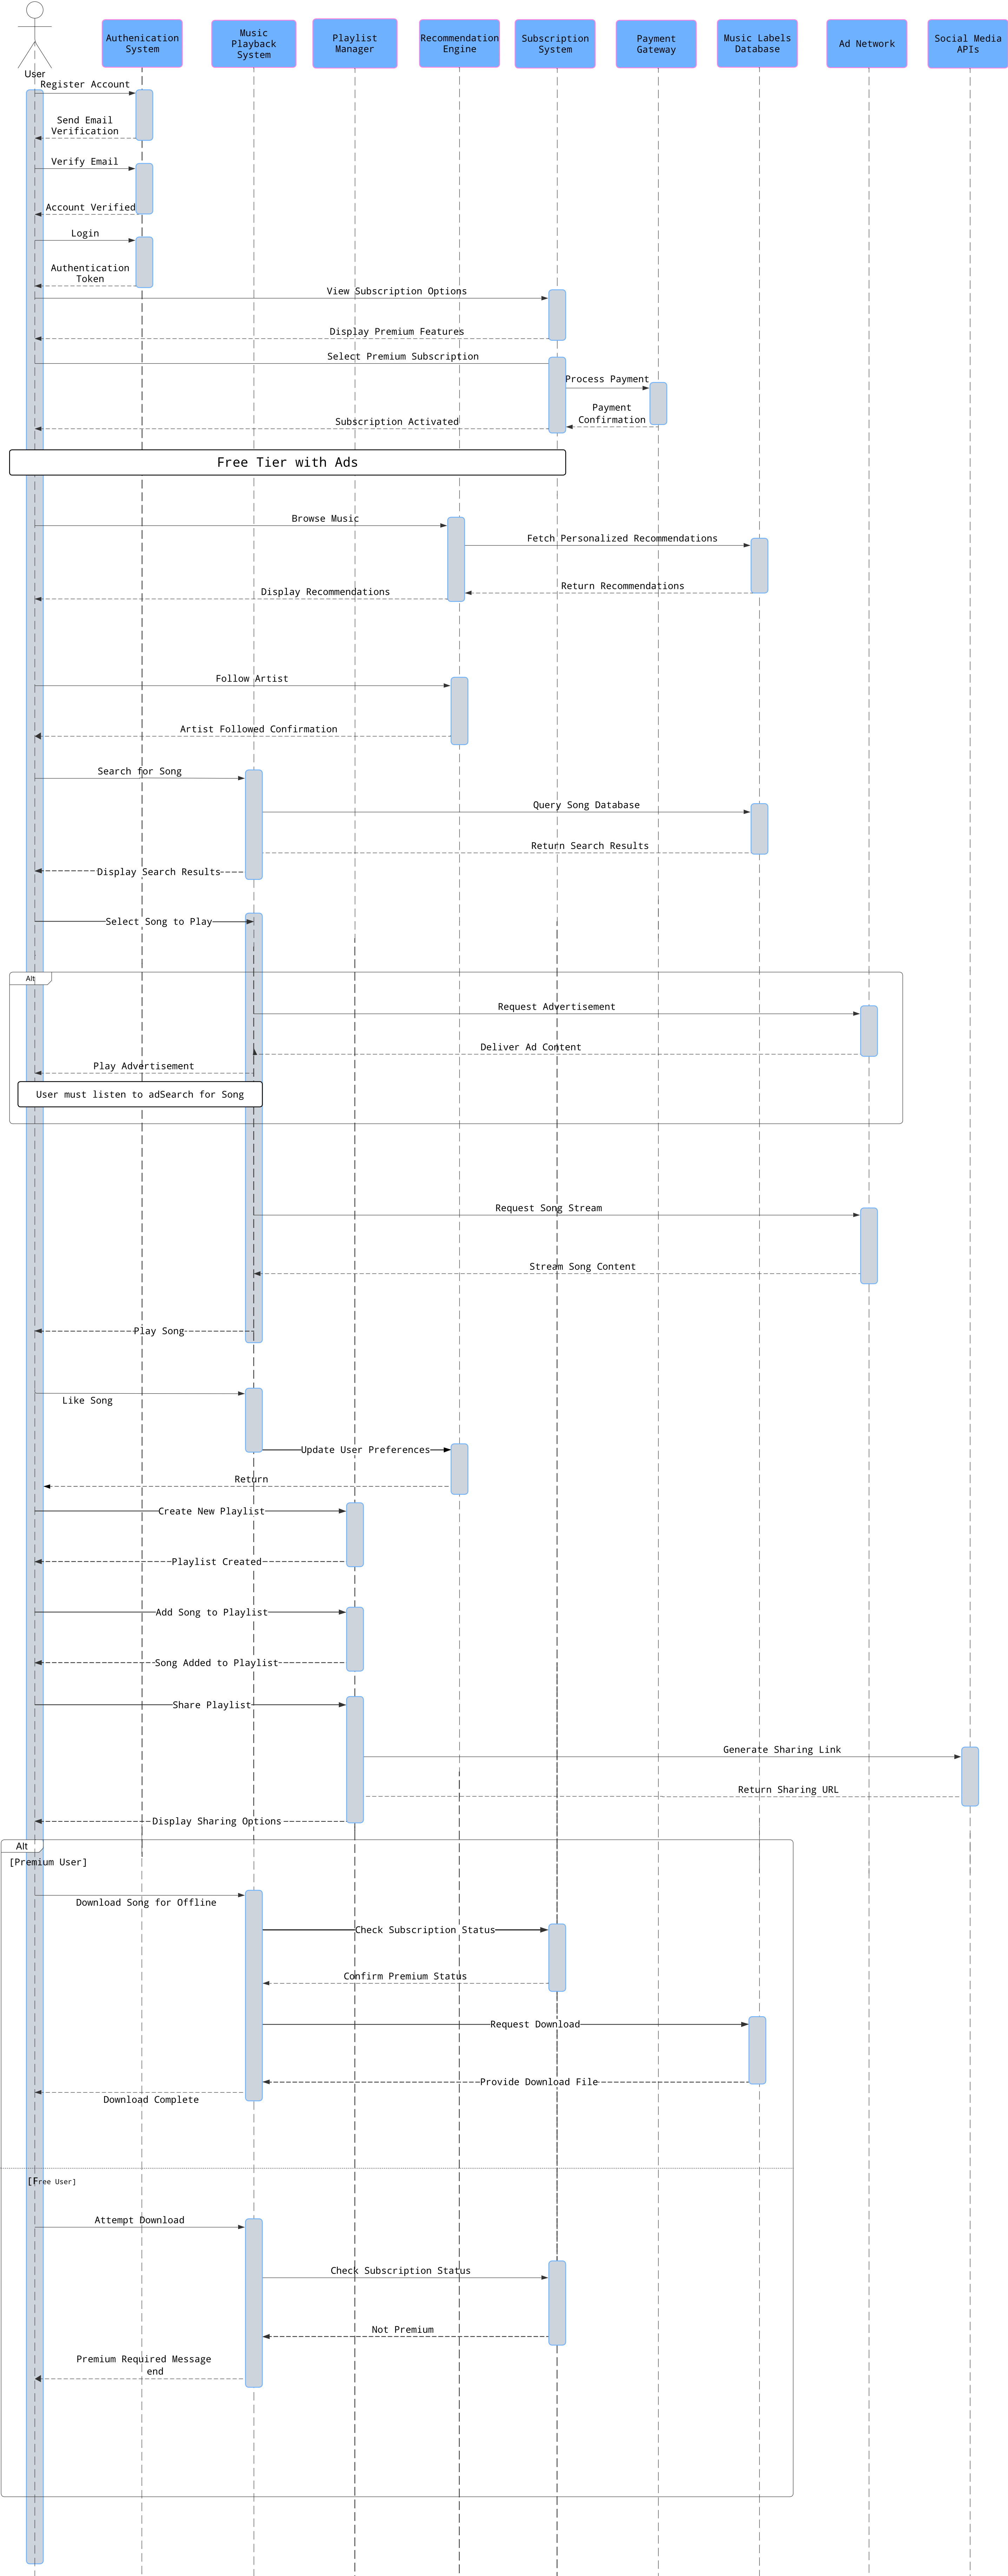 User
Authenication
System
Music
Playback
System
Playlist
Manager
Recommendation
Engine
Subscription
System
Payment
Gateway
Music Labels
Database
Ad Network
Social Media
APIs
Register Account
Send Email
Verification
Verify Email
Account Verified
Login
Authentication
Token
View Subscription Options
Display Premium Features
Select Premium Subscription
Process Payment
Payment
Confirmation
Subscription Activated
Free Tier with Ads
Browse Music
Fetch Personalized Recommendations
Return Recommendations
Display Recommendations
Follow Artist
Artist Followed Confirmation
Search for Song
Query Song Database
Return Search Results
Display Search Results
Select Song to Play
Alt
Request Advertisement
Deliver Ad Content
Play Advertisement
User must listen to adSearch for Song
Request Song Stream
Stream Song Content
Play Song
Like Song
Update User Preferences
Return
Create New Playlist
Playlist Created
Add Song to Playlist
Song Added to Playlist
Share Playlist
Generate Sharing Link
Return Sharing URL
Display Sharing Options
Alt
[Premium User]
Download Song for Offline
Check Subscription Status
Confirm Premium Status
Request Download
Provide Download File
Download Complete
[Free User]
Attempt Download
Check Subscription Status
Not Premium
Premium Required Message
end